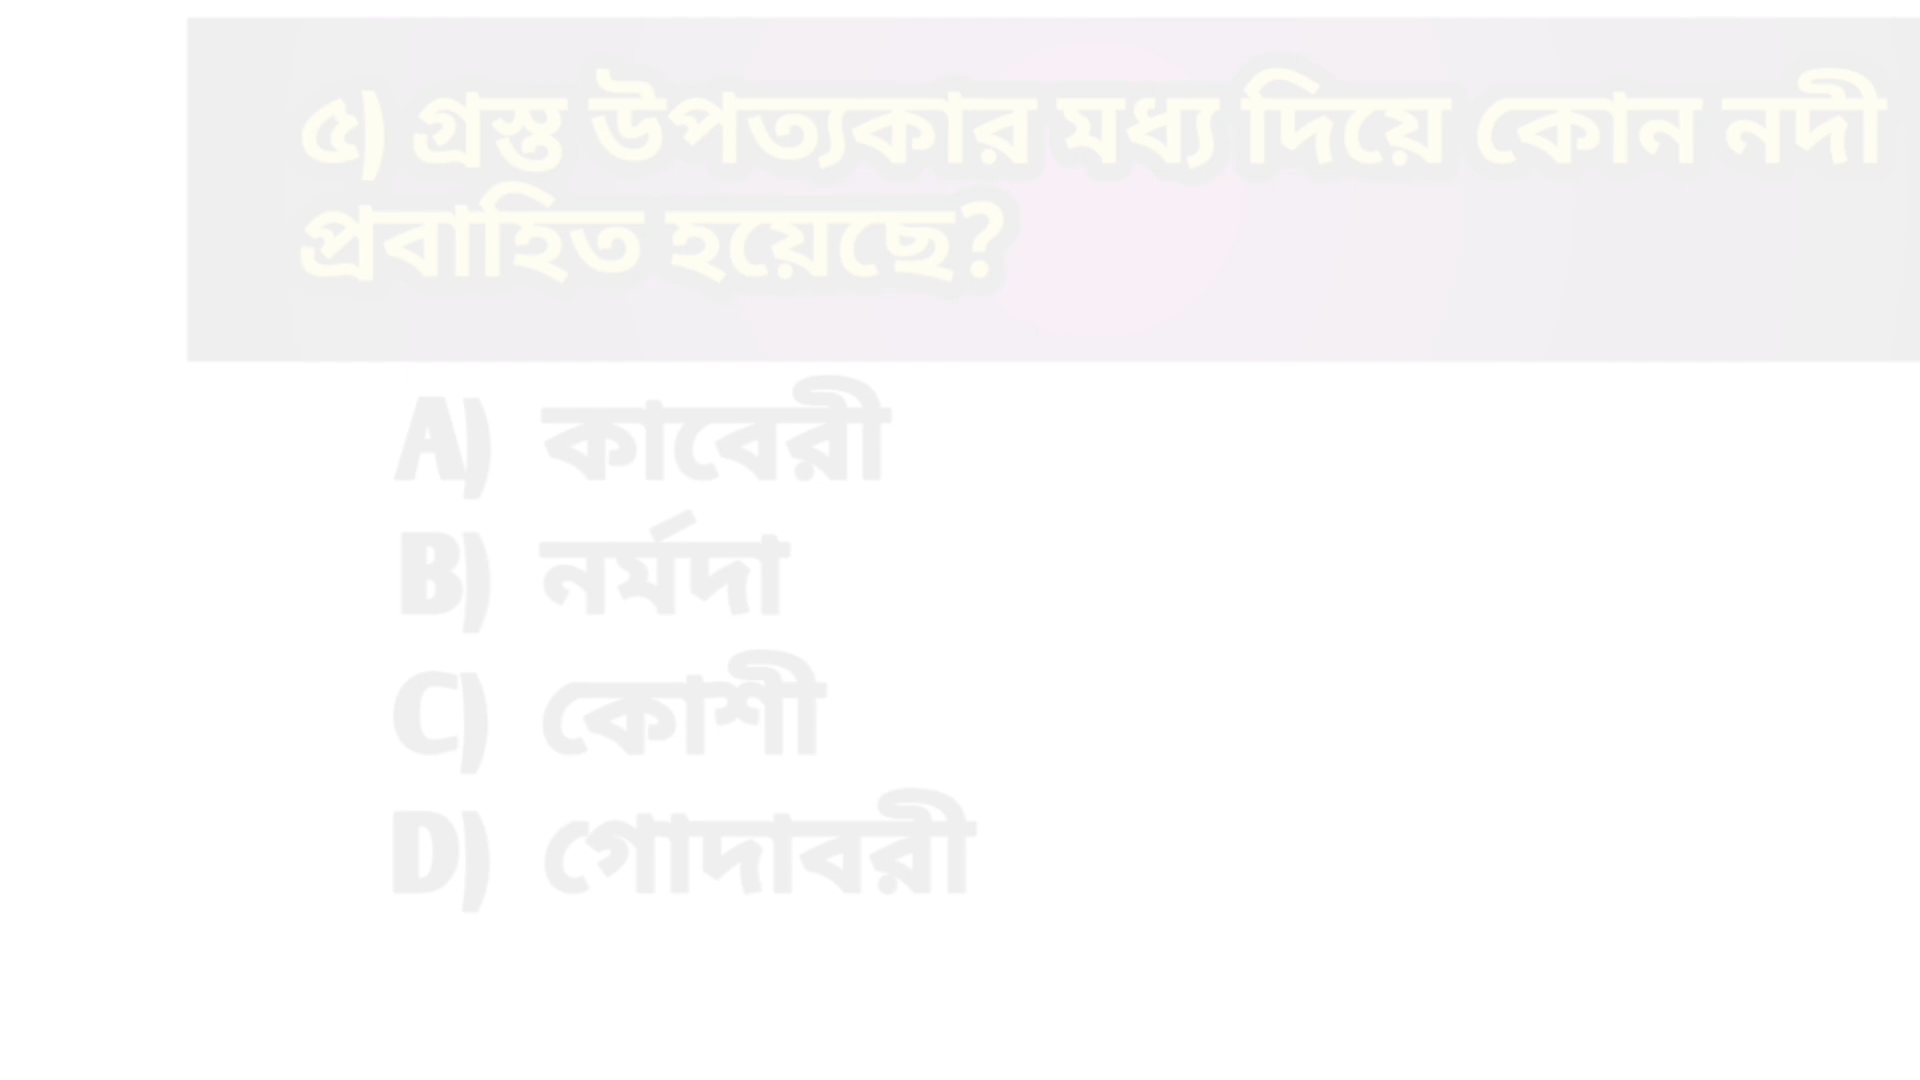 ৫) গ্রস্ত উপত্যকার মধ্য দিয়ে কোন নদী
প্রবাহিত হয়েছে?
A) কাবেরী
B) নর্মদা
C) কোশী
D) গোদাবরী